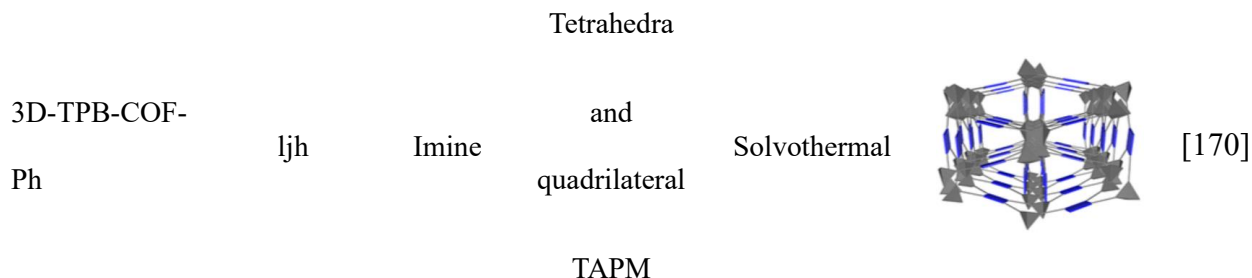 Tetrahedra
3D-TPB-COF-
and
ljh Imine Solvothermal [170]
Ph
quadrilateral
TAPM